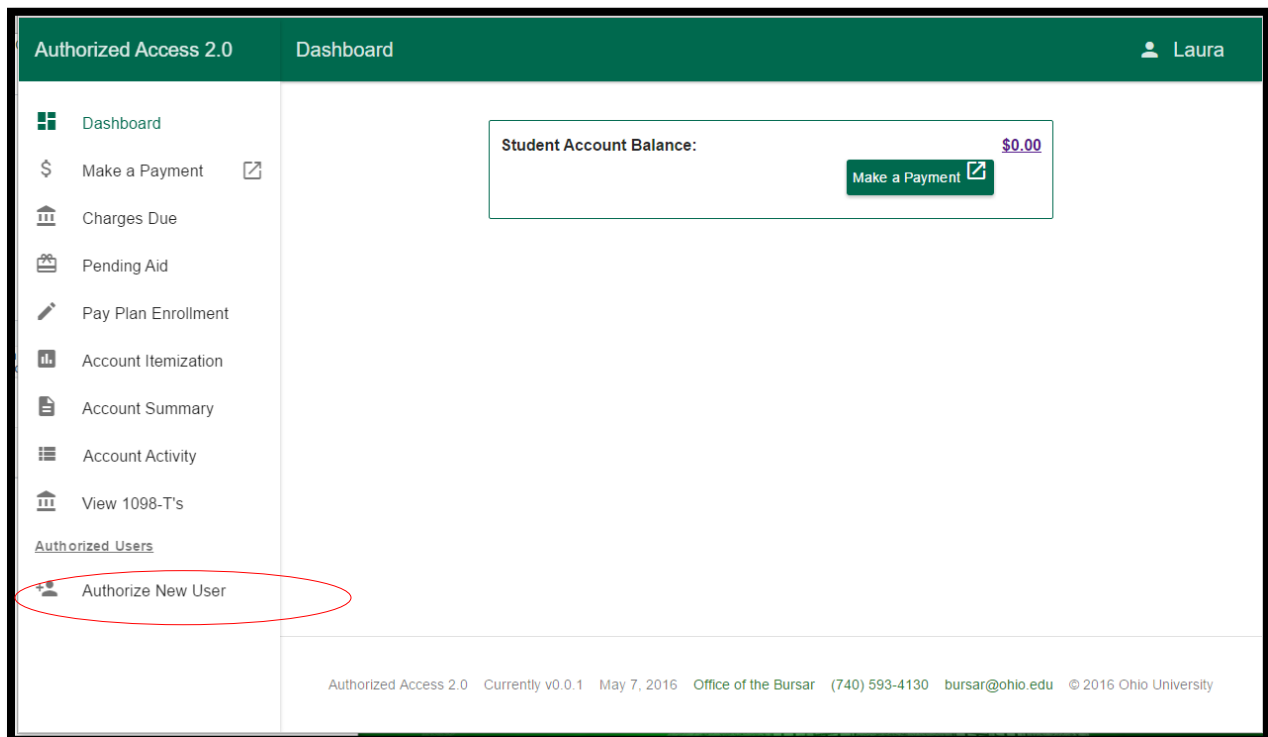 Authorized Access 2.0 Dashboard Laura
Dashboard
Make a Payment
Charges Due
Pending Aid
Pay Plan Enrollment
Account Itemization
Account Summary
Account Activity
View 1098-T's
Authorized Users
Authorize New User
Student Account Balance: $0.00
Make a Payment
Authorized Access 2.0 Currently v0.0.1 May 7, 2016 Office of the Bursar (740) 593-4130 bursar@ohio.edu © 2016 Ohio University